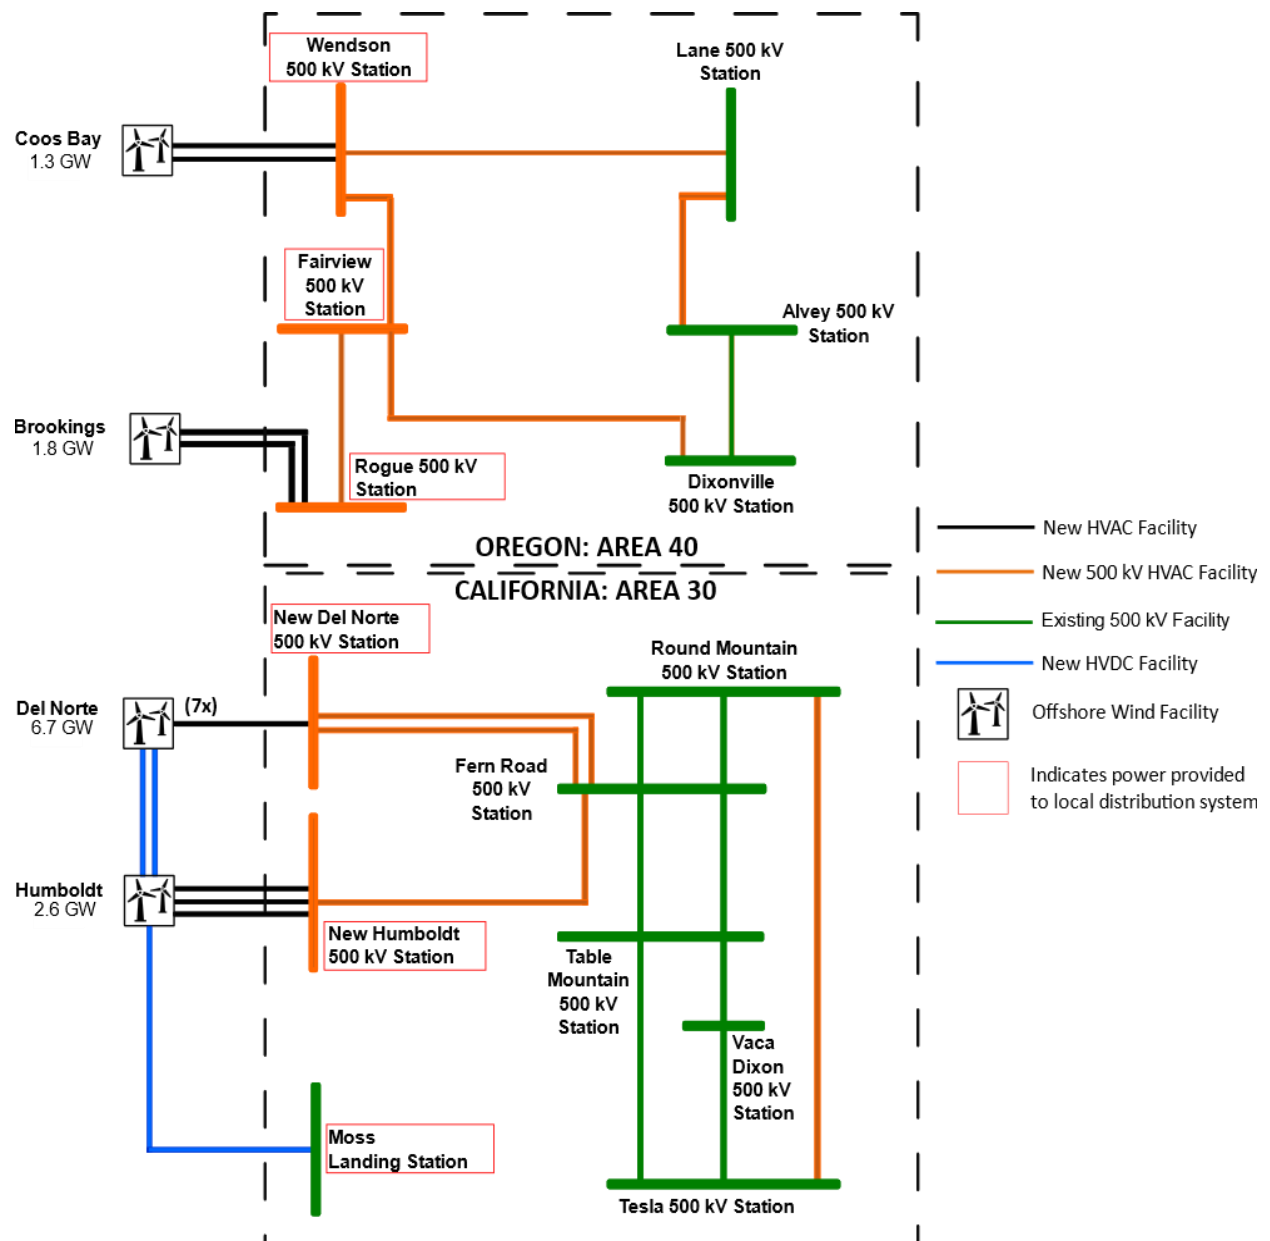 Wendson
500 kV Station
Lane 500 kV
Station
Coos Bay
1.3 GW
Fairview
500 kV
Station
Alvey 500 kV
Station
Brookings
1.8 GW
Rogue 500 kV
Station
Dixonville
500 kV Station
OREGON: AREA 40
CALIFORNIA: AREA 30
New HVAC Facility
New 500 kV HVAC Facility
Existing 500 kV Facility
New HVDC Facility
Offshore Wind Facility
Indicates power provided
to local distribution system
New Del Norte
500 kV Station
Round Mountain
500 kV Station
Del Norte
6.7 GW
(7x)
Fern Road
500 kV
Station
Humboldt
2.6 GW
New Humboldt
500 kV Station
Table
Mountain
500 kV
Station
Vaca
Dixon
500 kV
Station
Moss
Landing Station
Tesla 500 kV Station